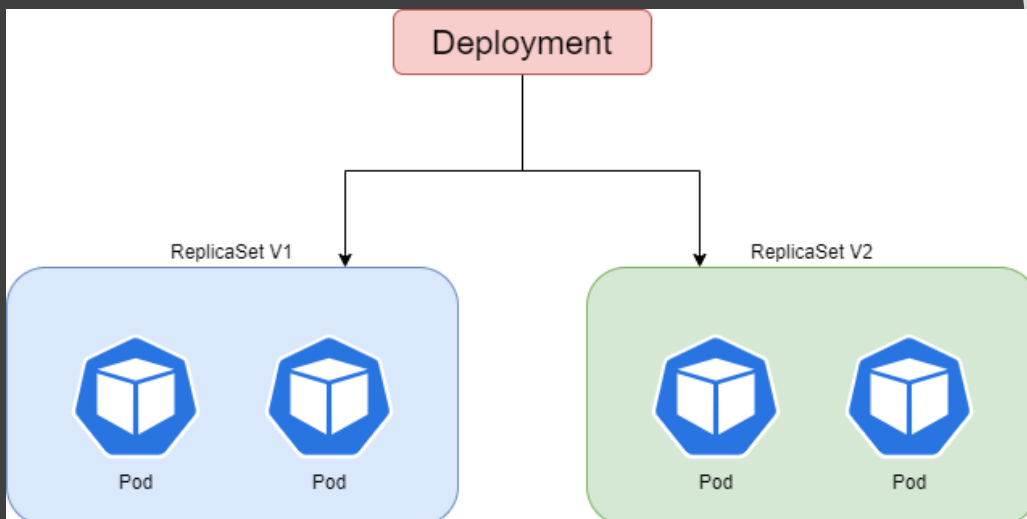 Deployment
ReplicaSet V1
ReplicaSet V2
Pod
Pod
Pod
Pod